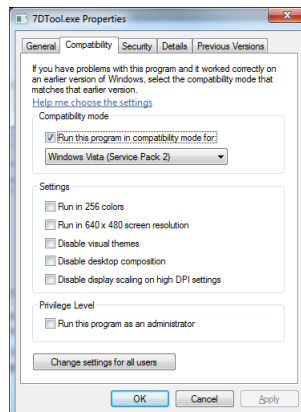 7DTool.exe Properties
General Compatibility Security Details Previous Versions
If you have problems with this program and it worked correctly on
an earlier version of Windows, select the compatibility mode that
matches that earlier version.
Help me choose the settings
Compatibility mode
Run this program in compatibility mode for:
Windows Vista (Service Pack 2)
Settings
Run in 256 colors
Run in 640 x 480 screen resolution
Disable visual themes
Disable desktop composition
Disable display scaling on high DPI settings
Privilege Level
Run this program as an administrator
Change settings for all users
OK Cancel Apply